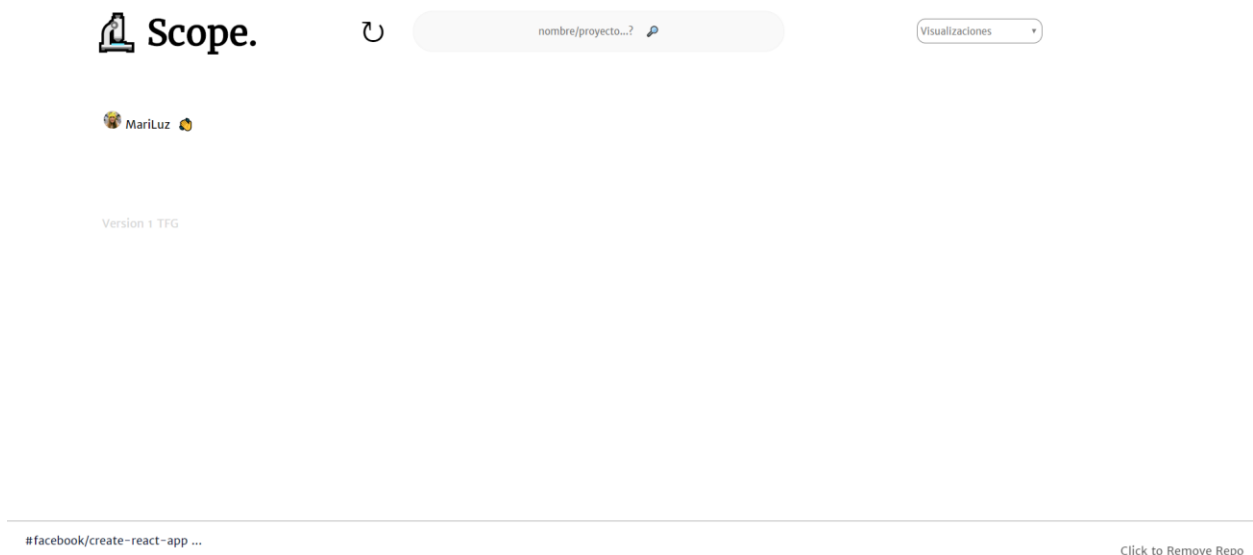 Scope.
nombre/proyecto...?
Visualizaciones
MariLuz
Version 1 TFG
#facebook/create-react-app ...
Click to Remove Repo